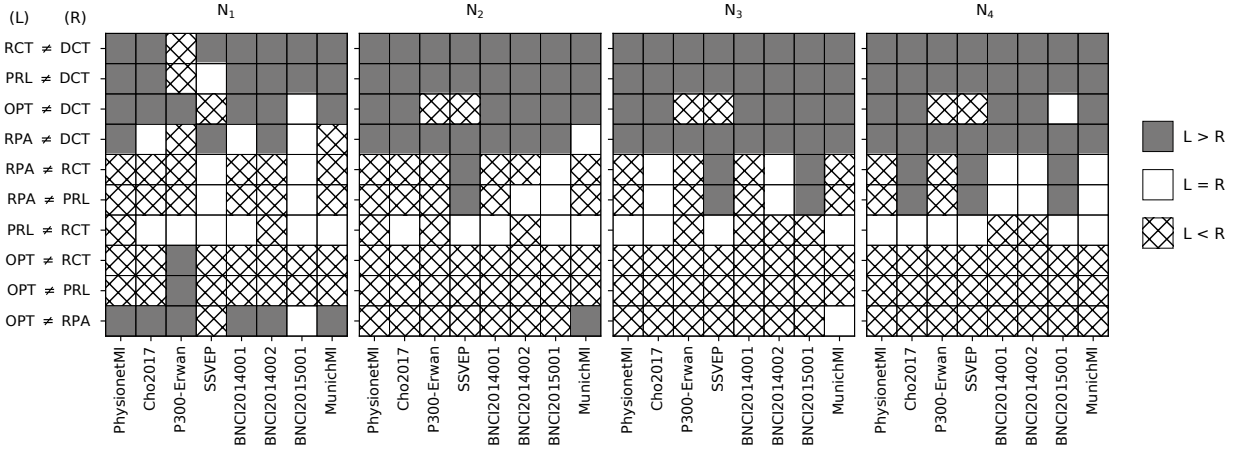 (L) (R) N1 N2 N3 N4
RCT ≠ DCT
PRL ≠ DCT
OPT ≠ DCT
RPA ≠ DCT
RPA ≠ RCT
RPA ≠ PRL
PRL ≠ RCT
OPT ≠ RCT
OPT ≠ PRL
OPT ≠ RPA
L > R
L = R
L < R
PhysionetMI
Cho2017
P300-Erwan
SSVEP
BNCI2014001
BNCI2014002
BNCI2015001
MunichMI
PhysionetMI
Cho2017
P300-Erwan
SSVEP
BNCI2014001
BNCI2014002
BNCI2015001
MunichMI
PhysionetMI
Cho2017
P300-Erwan
SSVEP
BNCI2014001
BNCI2014002
BNCI2015001
MunichMI
PhysionetMI
Cho2017
P300-Erwan
SSVEP
BNCI2014001
BNCI2014002
BNCI2015001
MunichMI